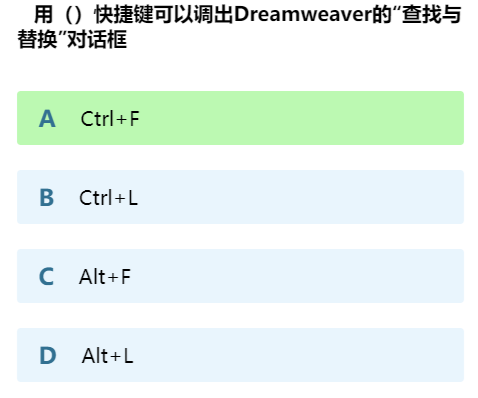 用（）快捷键可以调出Dreamweaver的“查找与
替换”对话框
A Ctrl+F
B Ctrl+L
C Alt+F
D Alt+L